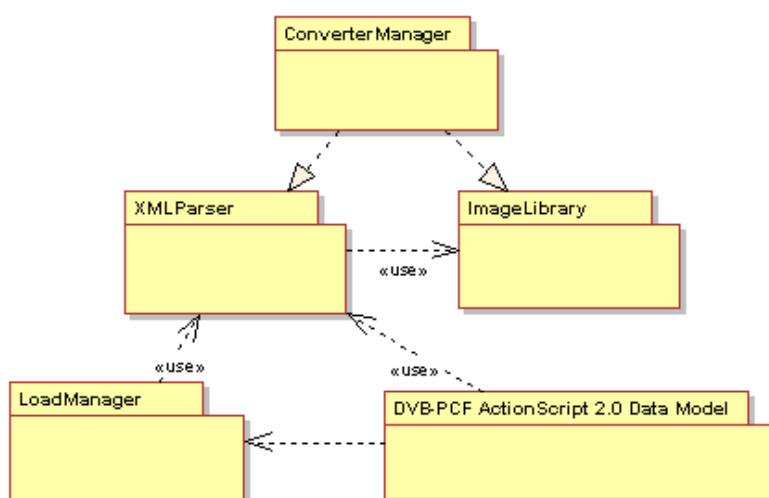 ConverterManager
XMLParser
ImageLibrary
«use»
«use»
«use»
LoadManager
DVB-PCF ActionScript 2.0 Data Model